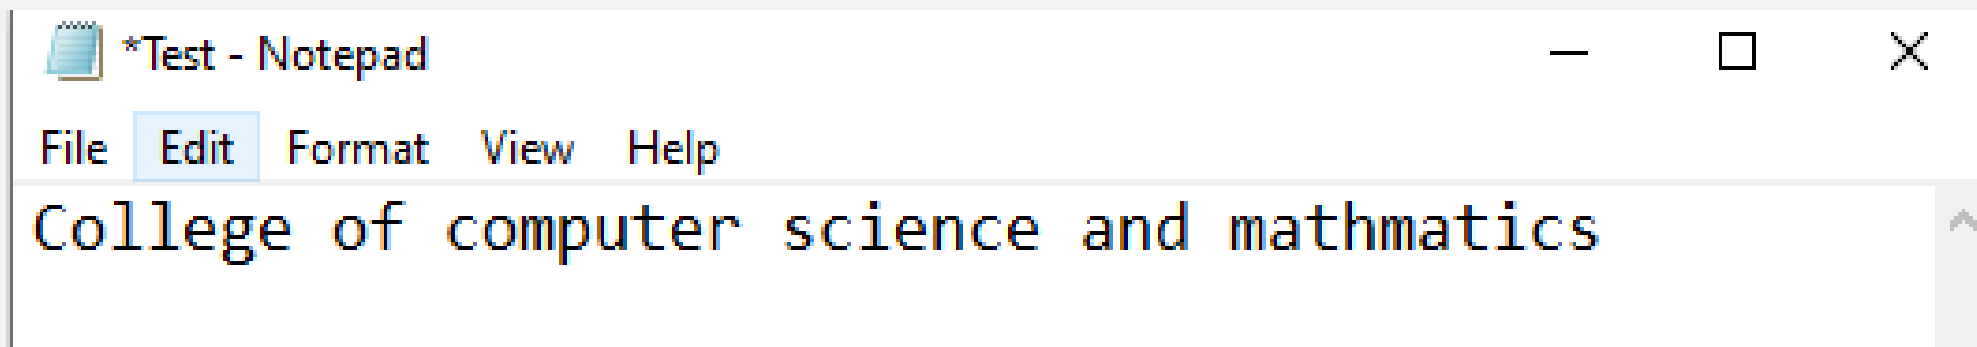 *Test - Notepad
File Edit Format View Help
College of computer science and mathmatics